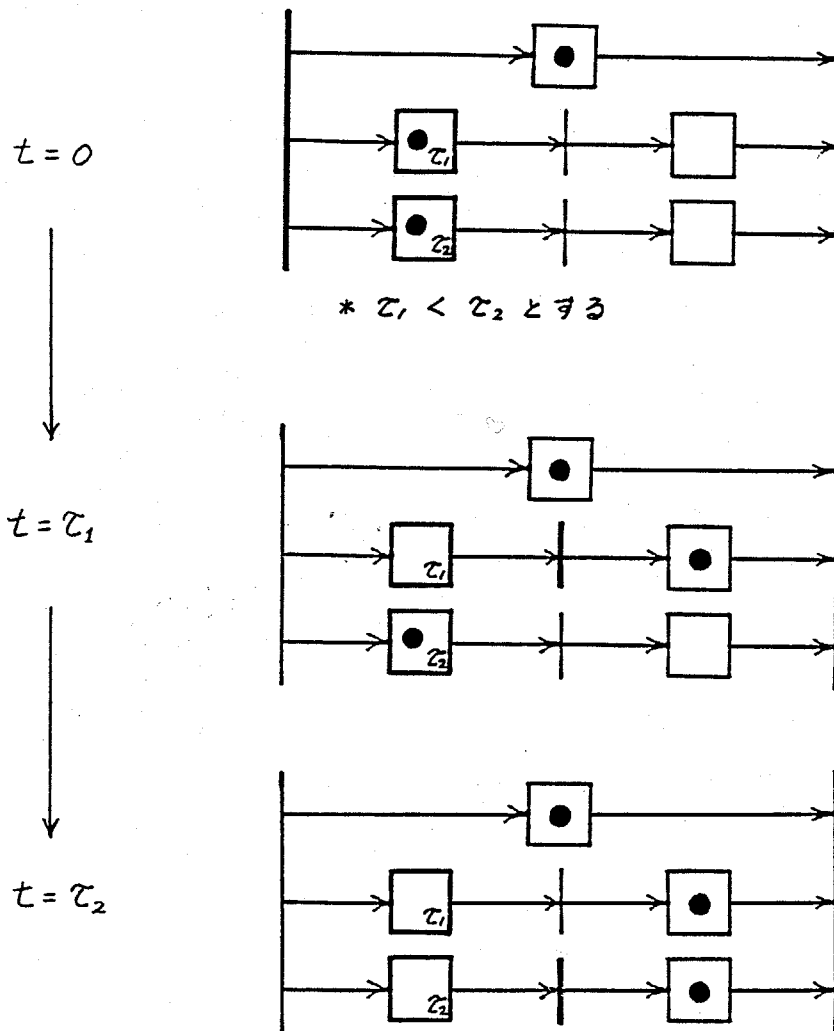 t = 0
τ₁
τ₂
* τ₁ < τ₂ とする
t = τ₁
τ₁
τ₂
t = τ₂
τ₁
τ₂